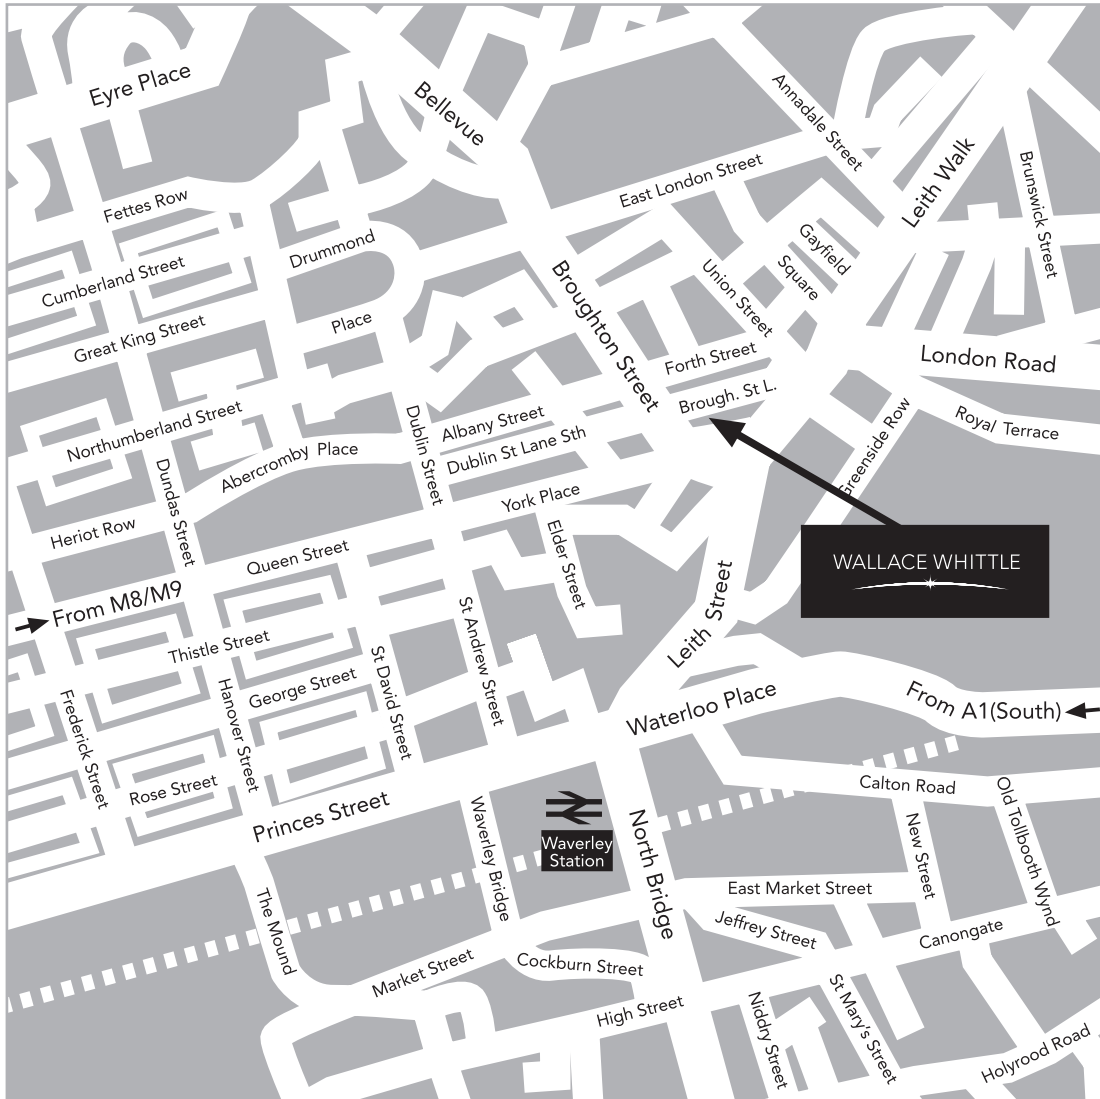 Eyre Place
Bellevue
Annadale Street
Leith Walk
Brunswick Street
Fettes Row
East London Street
Drummond
Gayfield
Square
Cumberland Street
Union Street
Broughton Street
Great King Street
Place
Forth Street
London Road
Brough. St L.
Northumberland Street
Albany Street
Royal Terrace
Dublin Street
Dublin St Lane Sth
Greenside Row
Abercromby Place
Dundas Street
York Place
Heriot Row
Elder Street
Queen Street
WALLACE WHITTLE
From M8/M9
Leith Street
Thistle Street
St Andrew Street
St David Street
George Street
Hanover Street
Frederick Street
Waterloo Place
From A1(South)
Rose Street
Princes Street
Calton Road
Old Tollbooth Wynd
Waverley Bridge
Waverley
Station
North Bridge
New Street
East Market Street
The Mound
Jeffrey Street
Canongate
Market Street
Cockburn Street
High Street
Niddry Street
St Mary's Street
Holyrood Road